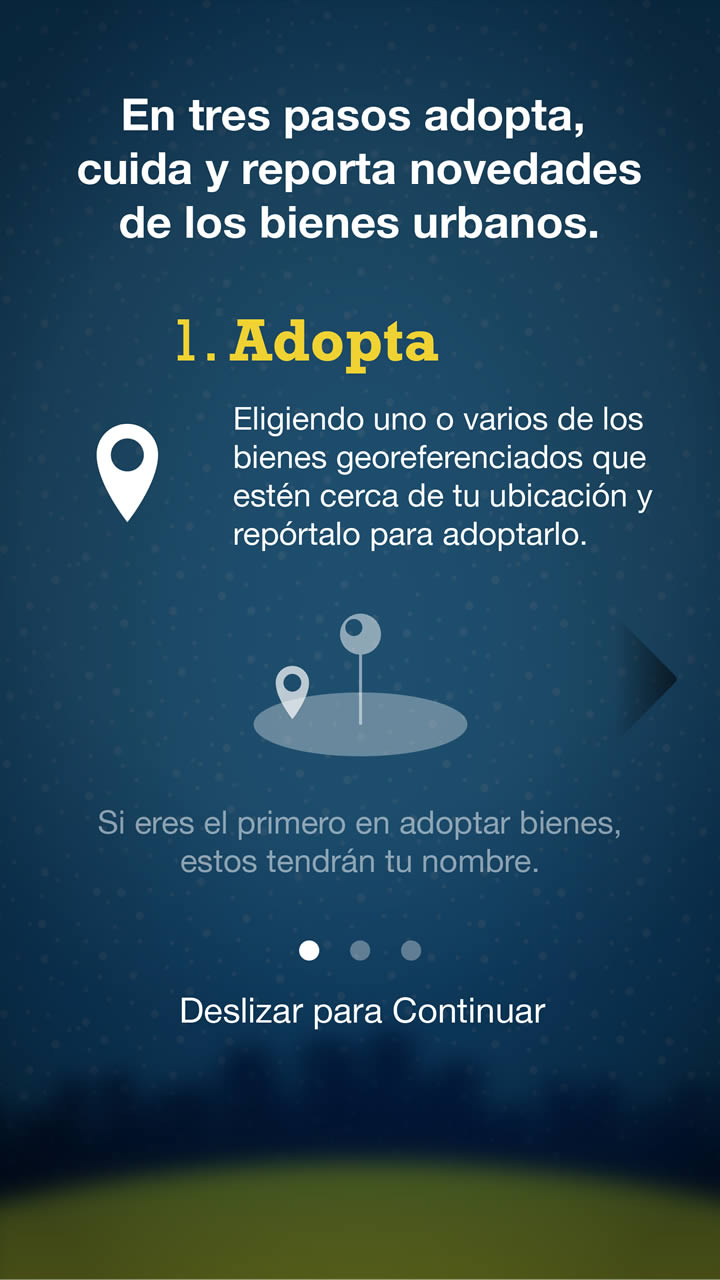 En tres pasos adopta,
cuida y reporta novedades
de los bienes urbanos.
1. Adopta
Eligiendo uno o varios de los
bienes georeferenciados que
estén cerca de tu ubicación y
repórtalo para adoptarlo.
Si eres el primero en adoptar bienes,
estos tendrán tu nombre.
Deslizar para Continuar